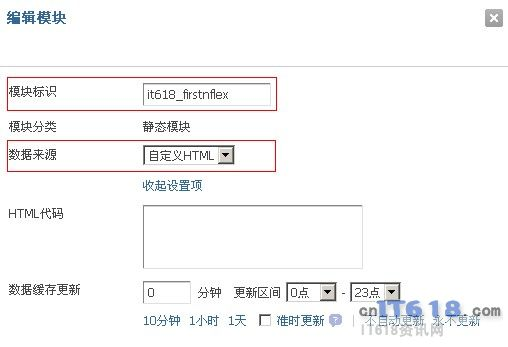 编辑模块
模块标识 it618_firstnflex
模块分类 静态模块
数据来源 自定义HTML
收起设置项
HTML代码
数据缓存更新 0 分钟 更新区间 0点 - 23点
10分钟 1小时 1天 准时更新 ? | 不自动更新 永不更新
cnIT618.com
IT618资讯网